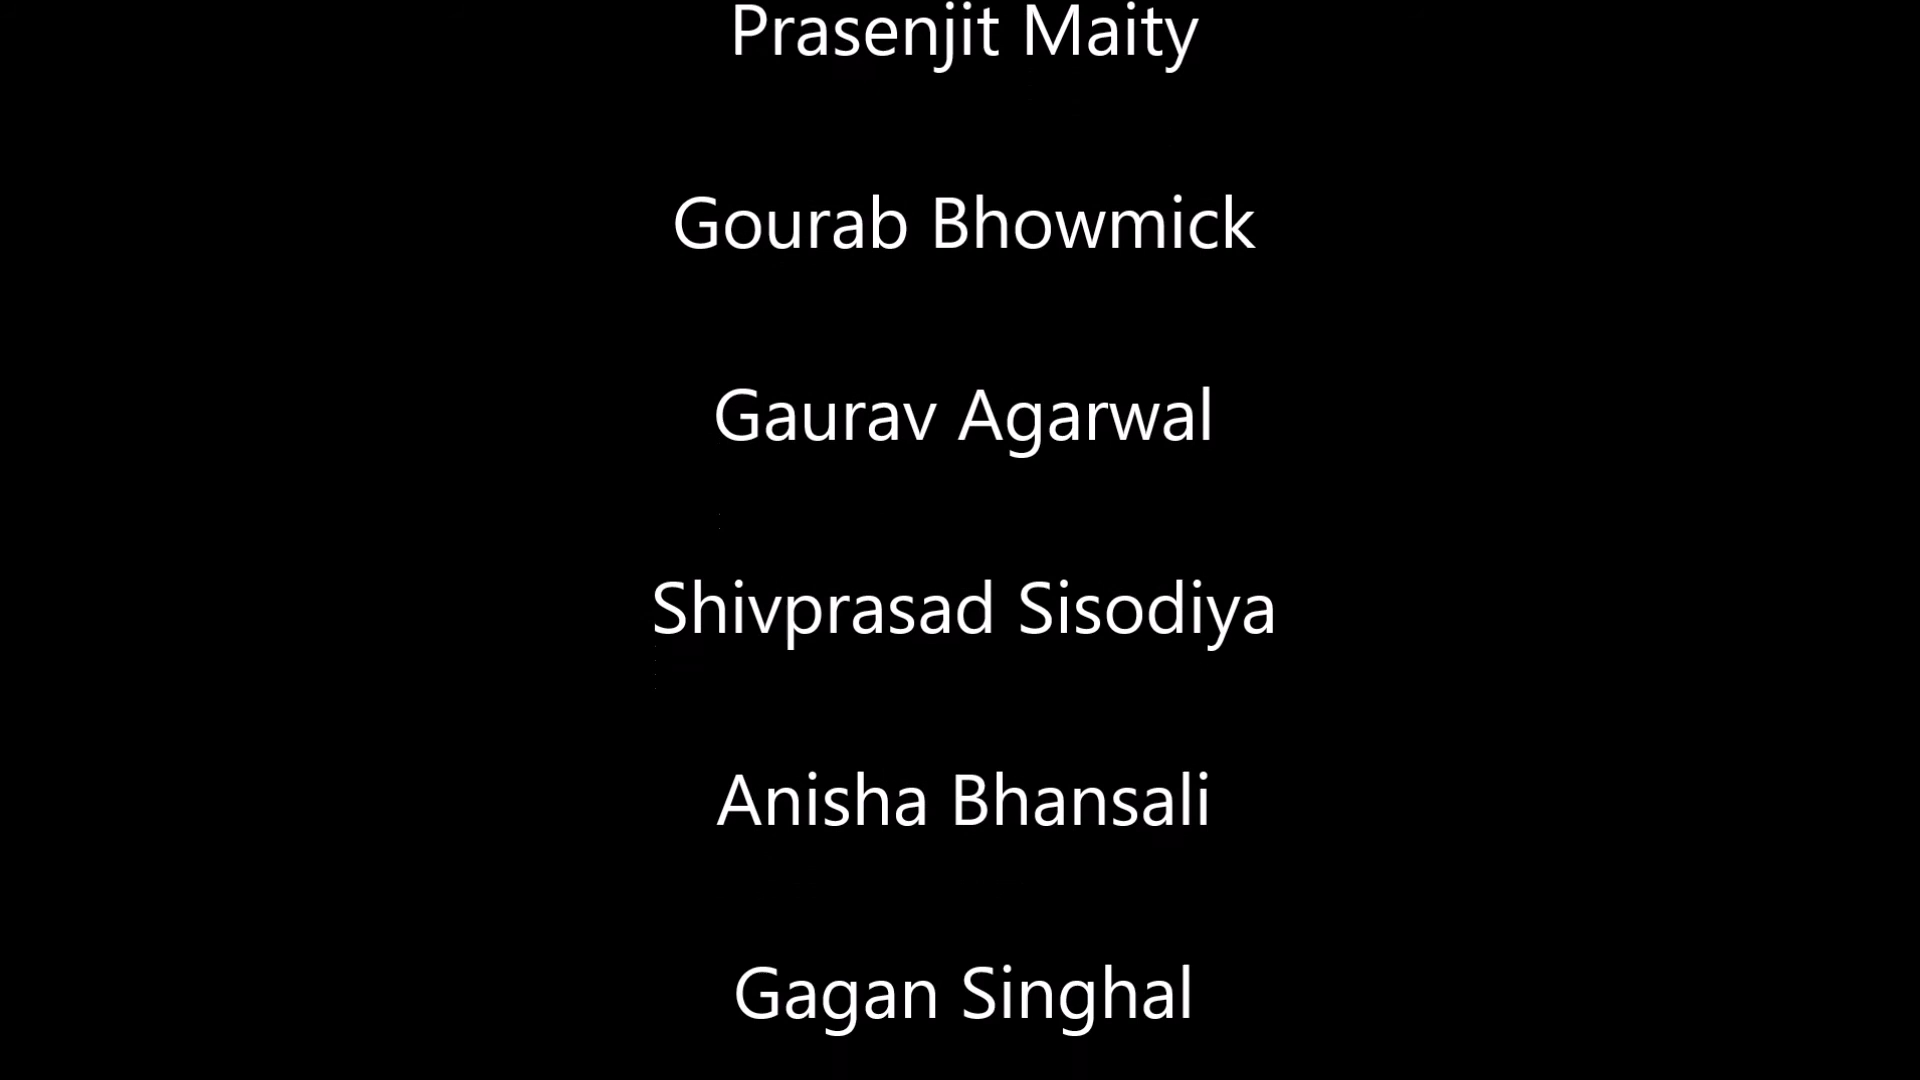 Prasenjit Maity
Gourab Bhowmick
Gaurav Agarwal
Shivprasad Sisodiya
Anisha Bhansali
Gagan Singhal